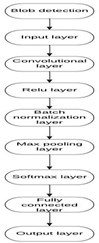 Blob detection
Input layer
Convolutional
layer
Relu layer
Batch
normalization
layer
Max pooling
layer
Softmax layer
Fully
connected
layer
Output layer